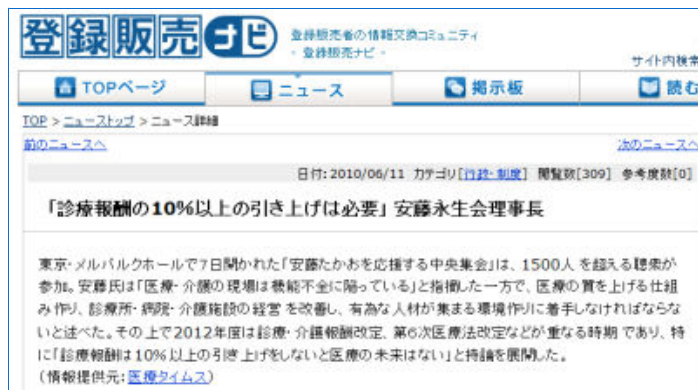 登録販売ナビ
登録販売者の情報交換コミュニティ
- 登録販売ナビ -
サイト内検索
TOPページ
ニュース
掲示板
読む
TOP > ニューストップ > ニュース詳細
前のニュースへ
次のニュースへ
日付:2010/06/11 カテゴリ[行政・制度] 閲覧数[309] 参考度数[0]
「診療報酬の10%以上の引き上げは必要」安藤永生会理事長
東京・メルパルクホールで7日開かれた「安藤たかおを応援する中央集会」は、1500人を超える聴衆が
参加。安藤氏は「医療・介護の現場は機能不全に陥っている」と指摘した一方で、医療の質を上げる仕組
み作り、診療所・病院・介護施設の経営を改善し、有為な人材が集まる環境作りに着手しなければならな
いと述べた。その上で2012年度は診療・介護報酬改定、第6次医療法改定などが重なる時期であり、特
に「診療報酬は10%以上の引き上げをしないと医療の未来はない」と持論を展開した。
(情報提供元:医療タイムス)